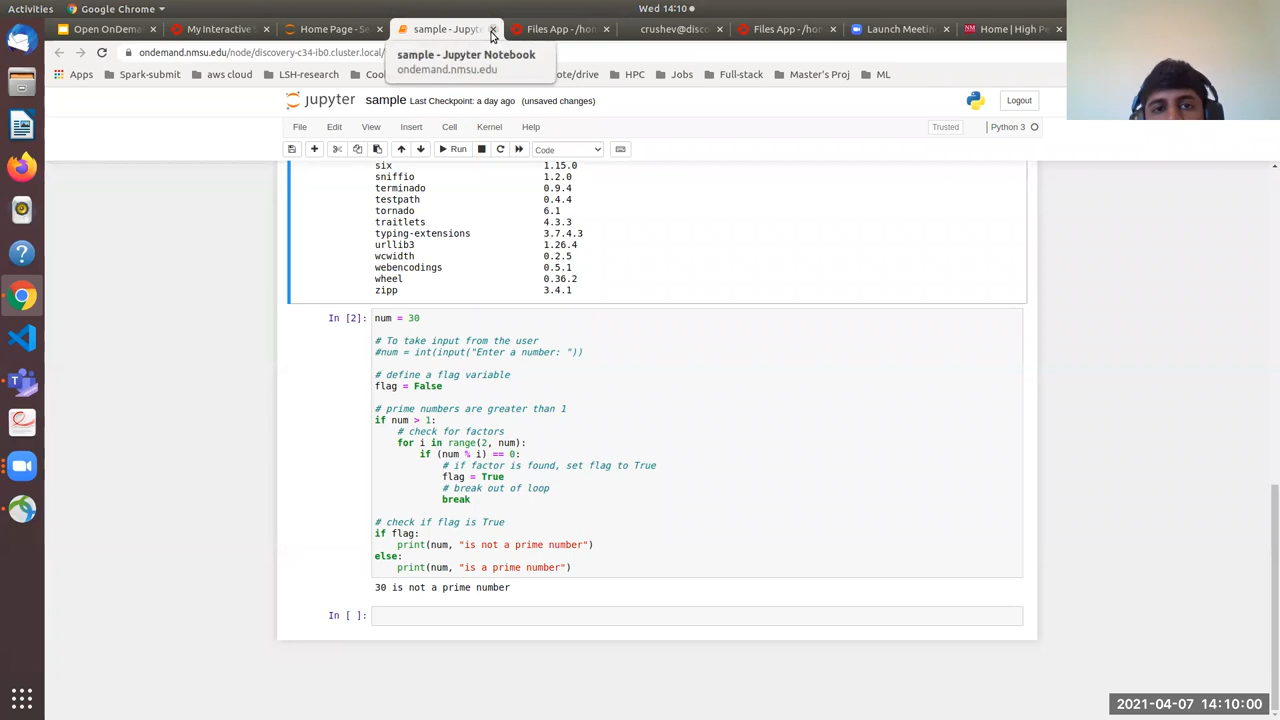 Activities
Google Chrome
Wed 14:10
Open OnDema
My Interactive
Home Page - Se
sample - Jupyte
Files App - /hom
crushev@disco
Files App - /hom
Launch Meetin
Home | High Pe
ondemand.nmsu.edu/node/discovery-c34-ib0.cluster.local/
sample - Jupyter Notebook
ondemand.nmsu.edu
Apps
Spark-submit
aws cloud
LSH-research
ote/drive
HPC
Jobs
Full-stack
Master's Proj
ML
jupyter
sample
Last Checkpoint: a day ago
(unsaved changes)
Logout
File
Edit
View
Insert
Cell
Kernel
Help
Trusted
Python 3
Run
Code
six 1.15.0
sniffio 1.2.0
terminado 0.9.4
testpath 0.4.4
tornado 6.1
traitlets 4.3.3
typing-extensions 3.7.4.3
urllib3 1.26.4
wcwidth 0.2.5
webencodings 0.5.1
wheel 0.36.2
zipp 3.4.1
In [2]: num = 30
# To take input from the user
#num = int(input("Enter a number: "))
# define a flag variable
flag = False
# prime numbers are greater than 1
if num > 1:
# check for factors
for i in range(2, num):
if (num % i) == 0:
# if factor is found, set flag to True
flag = True
# break out of loop
break
# check if flag is True
if flag:
print(num, "is not a prime number")
else:
print(num, "is a prime number")
30 is not a prime number
In [ ]:
2021-04-07 14:10:00